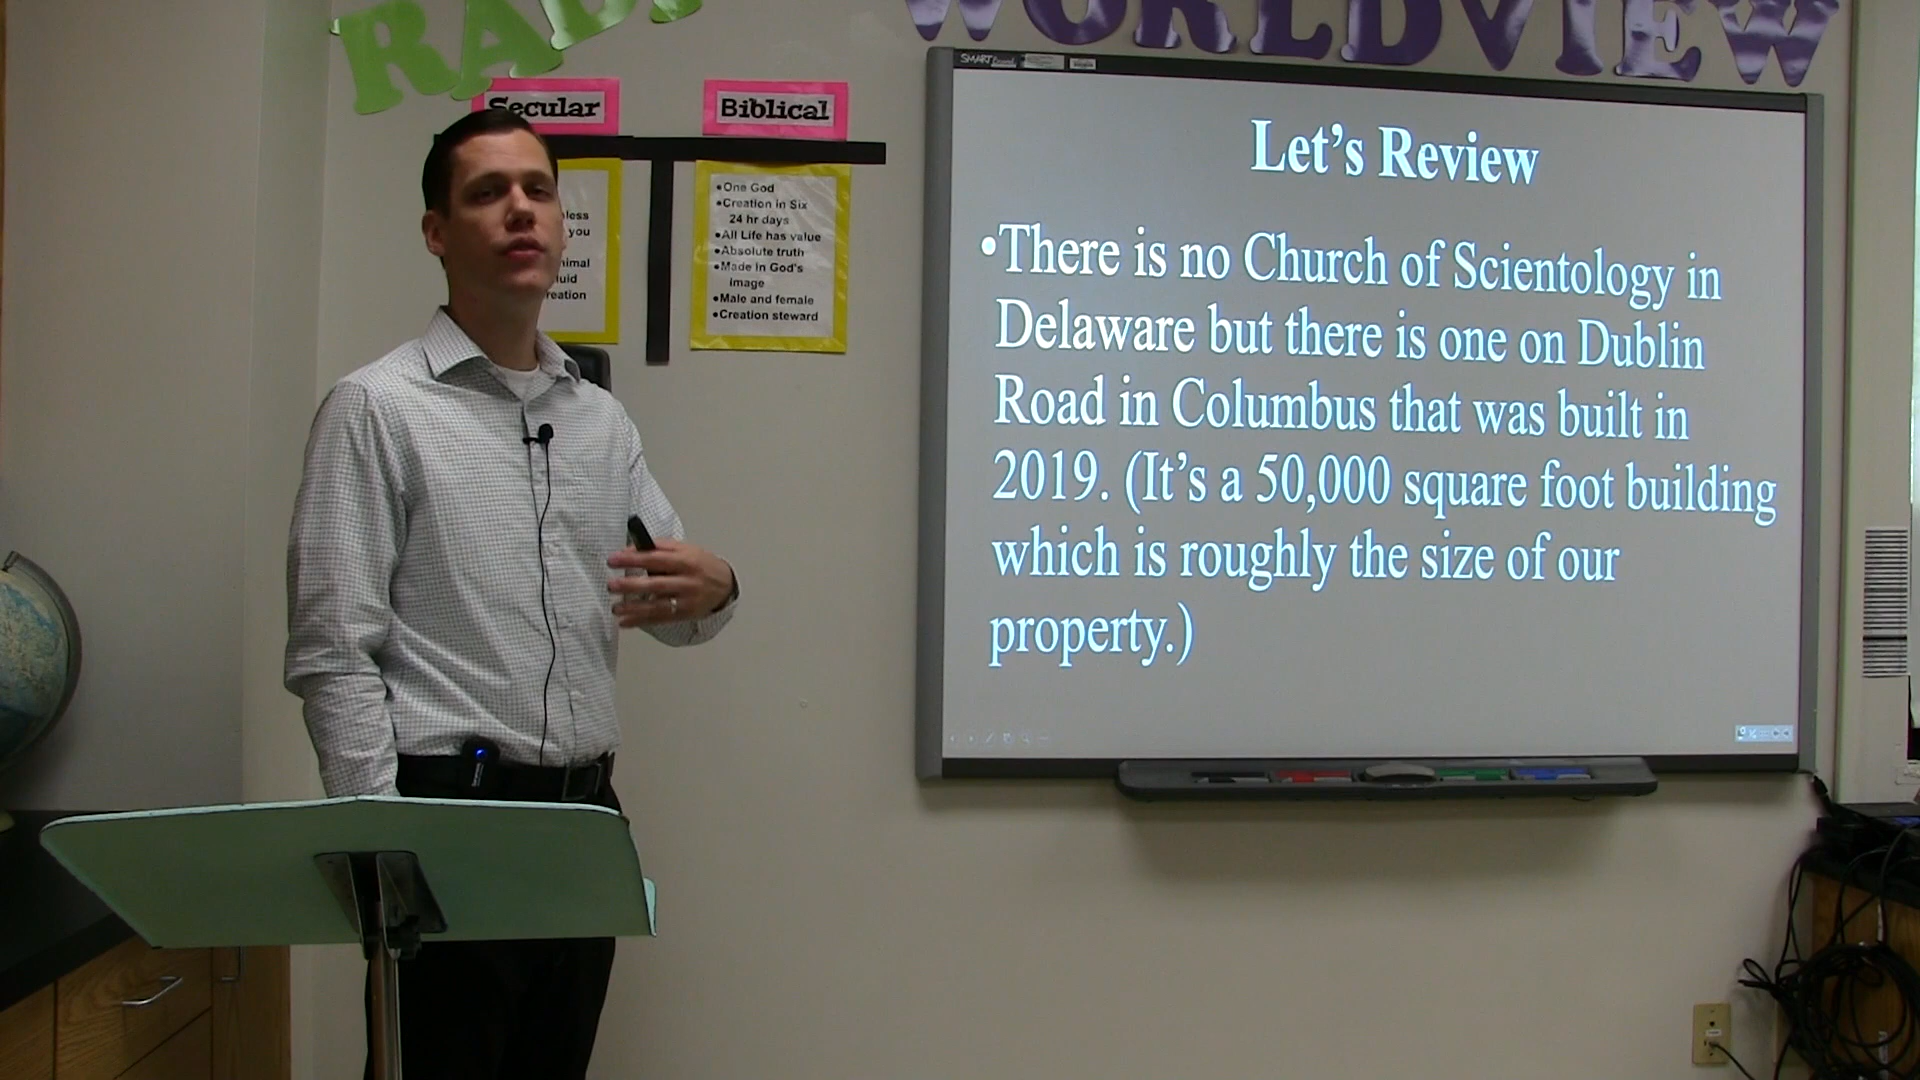 WORLDVIEW
Secular
Biblical
•One God
•Creation in Six
24 hr days
•All Life has value
•Absolute truth
•Made in God's
image
•Male and female
•Creation steward
you
SMART
Let's Review
•There is no Church of Scientology in
Delaware but there is one on Dublin
Road in Columbus that was built in
2019. (It's a 50,000 square foot building
which is roughly the size of our
property.)